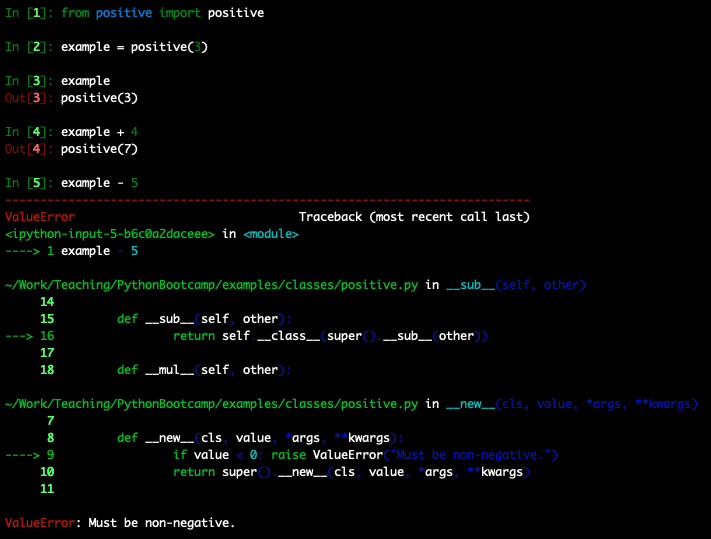 In [1]: from positive import positive
In [2]: example = positive(3)
In [3]: example
Out[3]: positive(3)
In [4]: example + 4
Out[4]: positive(7)
In [5]: example - 5
---------------------------------------------------------------------------
ValueError                                Traceback (most recent call last)
<ipython-input-5-b6c0a2daceee> in <module>
----> 1 example - 5
~/Work/Teaching/PythonBootcamp/examples/classes/positive.py in __sub__(self, other)
     14
     15         def __sub__(self, other):
---> 16                 return self.__class__(super().__sub__(other))
     17
     18         def __mul__(self, other):
~/Work/Teaching/PythonBootcamp/examples/classes/positive.py in __new__(cls, value, *args, **kwargs)
      7
      8         def __new__(cls, value, *args, **kwargs):
----> 9                 if value < 0: raise ValueError("Must be non-negative.")
     10                 return super().__new__(cls, value, *args, **kwargs)
     11
ValueError: Must be non-negative.